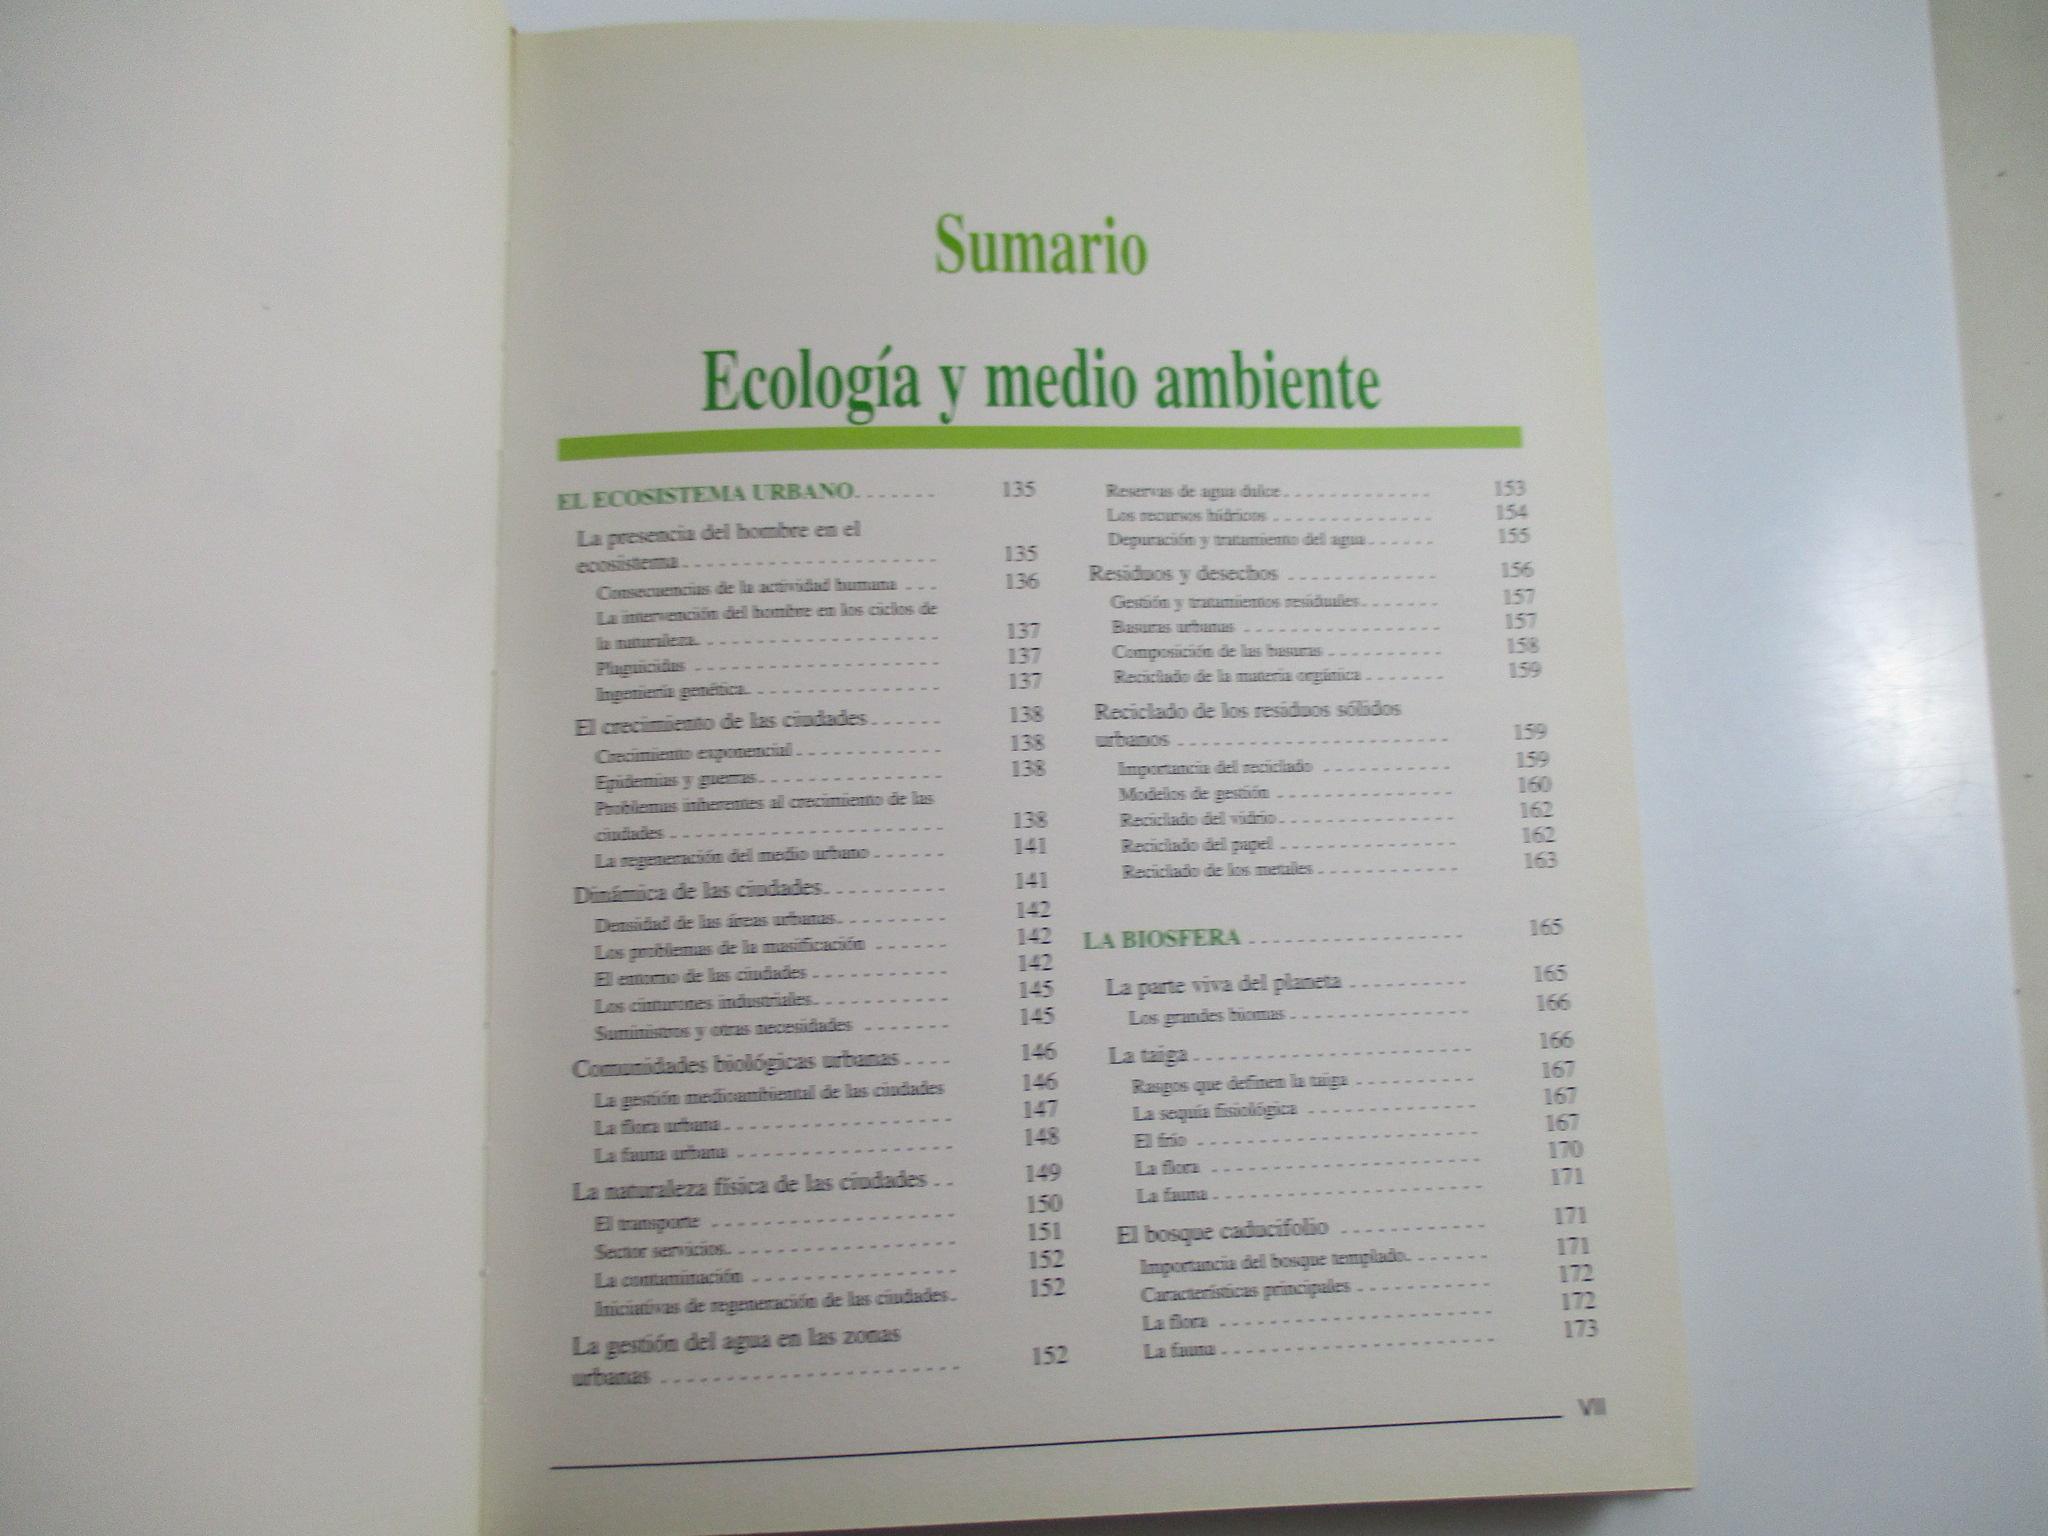 Sumario
Ecología y medio ambiente
EL ECOSISTEMA URBANO. . . . . . . 135
La presencia del hombre en el
ecosistema . . . . . . . . . . . . . . . . . . . . 135
Consecuencias de la actividad humana . . . 136
La intervención del hombre en los ciclos de
la naturaleza. . . . . . . . . . . . . . . . . . . . 137
Plaguicidas . . . . . . . . . . . . . . . . . . . . 137
Ingeniería genética. . . . . . . . . . . . . . . . 137
El crecimiento de las ciudades . . . . . . 138
Crecimiento exponencial . . . . . . . . . . . . 138
Epidemias y guerras. . . . . . . . . . . . . . . 138
Problemas inherentes al crecimiento de las
ciudades . . . . . . . . . . . . . . . . . . . . . . . 138
La regeneración del medio urbano . . . . . . 141
Dinámica de las ciudades. . . . . . . . . . 141
Densidad de las áreas urbanas. . . . . . . . . 142
Los problemas de la masificación . . . . . . 142
El entorno de las ciudades . . . . . . . . . . . 142
Los cinturones industriales. . . . . . . . . . . 145
Suministros y otras necesidades . . . . . . . 145
Comunidades biológicas urbanas . . . . 146
La gestión medioambiental de las ciudades 146
La flora urbana . . . . . . . . . . . . . . . . . . . 147
La fauna urbana . . . . . . . . . . . . . . . . . . 148
La naturaleza física de las ciudades . . 149
El transporte . . . . . . . . . . . . . . . . . . . . 150
Sector servicios. . . . . . . . . . . . . . . . . . . 151
La contaminación . . . . . . . . . . . . . . . . . 152
Iniciativas de regeneración de las ciudades . 152
La gestión del agua en las zonas
urbanas . . . . . . . . . . . . . . . . . . . . . . . 152
Reservas de agua dulce . . . . . . . . . . . . . 153
Los recursos hídricos . . . . . . . . . . . . . . 154
Depuración y tratamiento del agua . . . . . . 155
Residuos y desechos . . . . . . . . . . . . . 156
Gestión y tratamientos residuales. . . . . . . 157
Basuras urbanas . . . . . . . . . . . . . . . . . 157
Composición de las basuras . . . . . . . . . . 158
Reciclado de la materia orgánica . . . . . . . 159
Reciclado de los residuos sólidos
urbanos . . . . . . . . . . . . . . . . . . . . . . . 159
Importancia del reciclado . . . . . . . . . . . 159
Modelos de gestión . . . . . . . . . . . . . . . 160
Reciclado del vidrio . . . . . . . . . . . . . . . 162
Reciclado del papel . . . . . . . . . . . . . . . 162
Reciclado de los metales . . . . . . . . . . . . 163
LA BIOSFERA . . . . . . . . . . . . . . . . . 165
La parte viva del planeta . . . . . . . . . . 165
Los grandes biomas . . . . . . . . . . . . . . . 166
La taiga . . . . . . . . . . . . . . . . . . . . . . . 166
Rasgos que definen la taiga . . . . . . . . . . 167
La sequía fisiológica . . . . . . . . . . . . . . 167
El frío . . . . . . . . . . . . . . . . . . . . . . . . 167
La flora . . . . . . . . . . . . . . . . . . . . . . . 170
La fauna . . . . . . . . . . . . . . . . . . . . . . . 171
El bosque caducifolio . . . . . . . . . . . . 171
Importancia del bosque templado. . . . . . . 171
Características principales . . . . . . . . . . . 172
La flora . . . . . . . . . . . . . . . . . . . . . . . 172
La fauna . . . . . . . . . . . . . . . . . . . . . . . 173
VIII